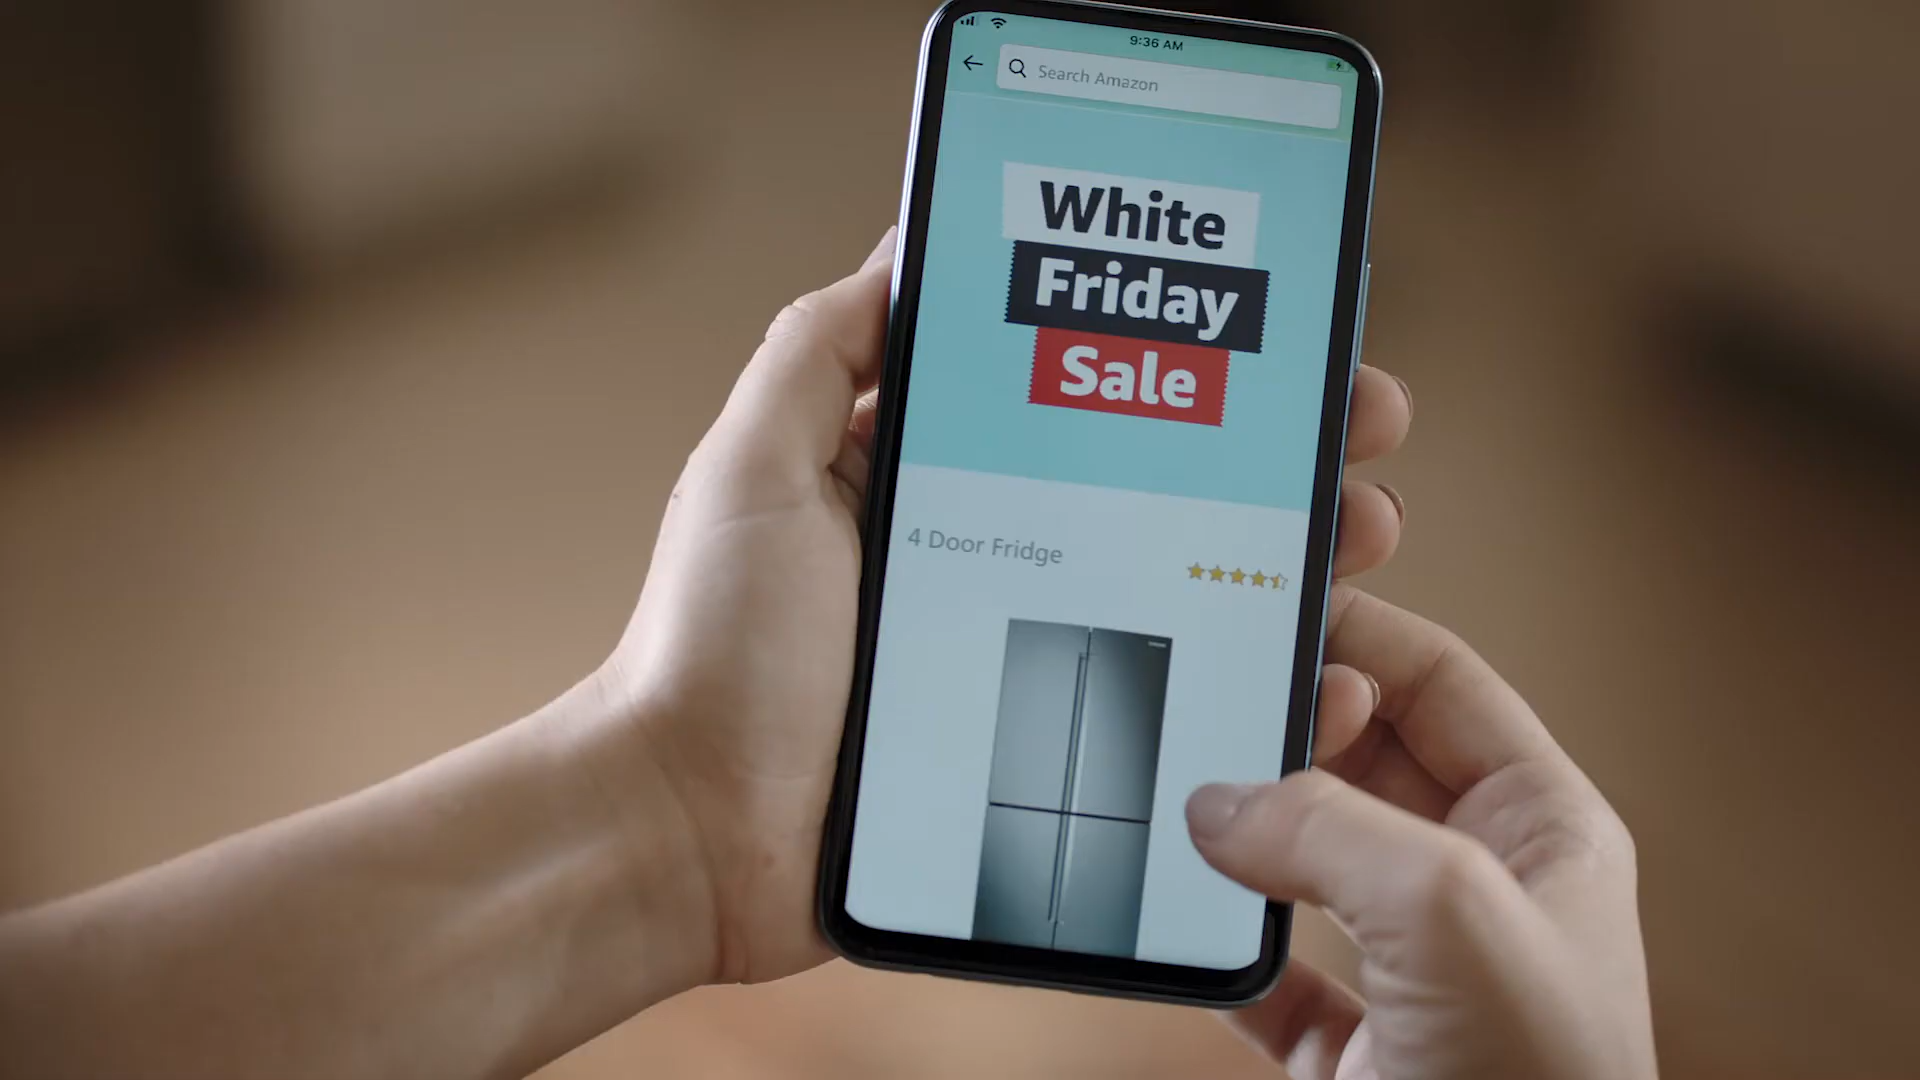 9:36 AM
Search Amazon
White
Friday
Sale
4 Door Fridge